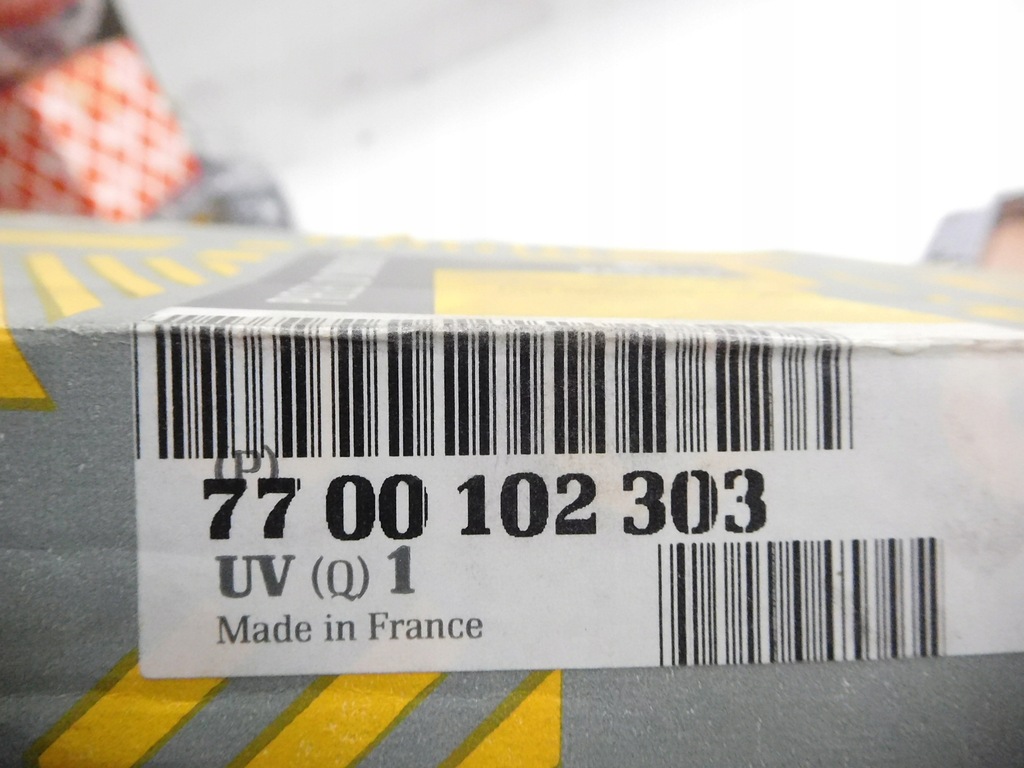 (P)
77 00 102 303
UV (Q) 1
Made in France